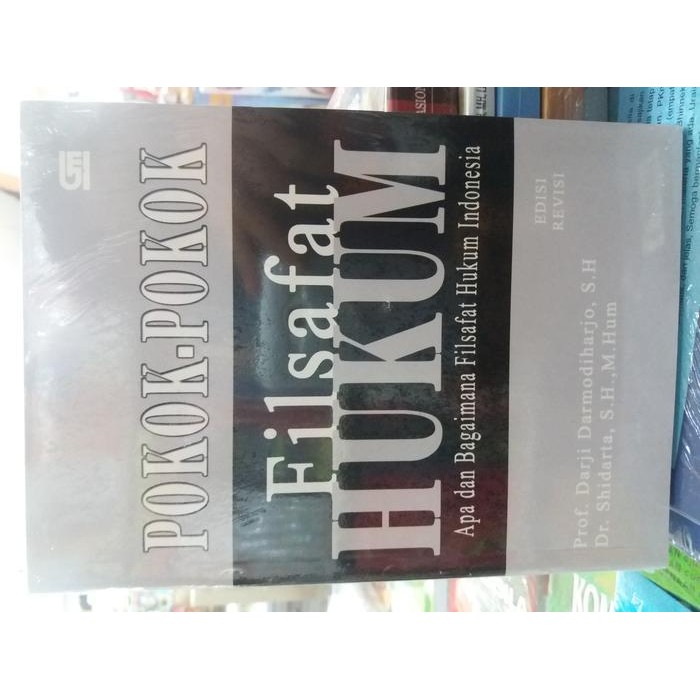 POKOK-POKOK
Filsafat
HUKUM
Apa dan Bagaimana Filsafat Hukum Indonesia
EDISI
REVISI
Prof. Darji Darmodiharjo, S.H
Dr. Shidarta, S.H.,M.Hum